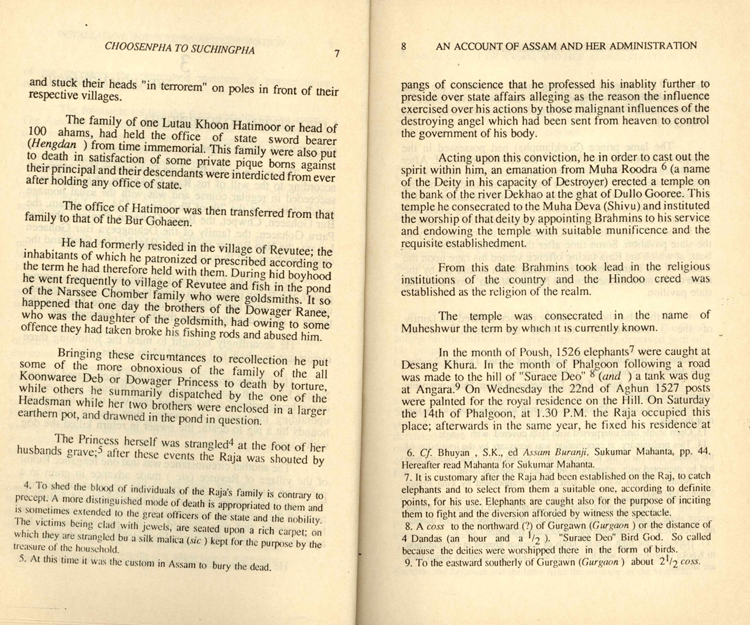 CHOOSENPHA TO SUCHINGPHA
7
and stuck their heads "in terrorem" on poles in front of their
respective villages.
The family of one Lutau Khoon Hatimoor or head of
100 ahams, had held the office of state sword bearer
(Hengdan ) from time immemorial. This family were also put
to death in satisfaction of some private pique borns against
their principal and their descendants were interdicted from ever
after holding any office of state.
The office of Hatimoor was then transferred from that
family to that of the Bur Gohaeen.
He had formerly resided in the village of Revutee; the
inhabitants of which he patronized or prescribed according to
the term he had therefore held with them. During hid boyhood
he went frequently to village of Revutee and fish in the pond
of the Narssee Chomber family who were goldsmiths. It so
happened that one day the brothers of the Dowager Ranee,
who was the daughter of the goldsmith, had owing to some
offence they had taken broke his fishing rods and abused him.
Bringing these circumtances to recollection he put
some of the more obnoxious of the family of the all
Koonwaree Deb or Dowager Princess to death by torture,
while others he summarily dispatched by the one of the
Headsman while her two brothers were enclosed in a larger
earthern pot, and drawned in the pond in question.
The Princess herself was strangled4 at the foot of her
husbands grave;5 after these events the Raja was shouted by
4. To shed the blood of individuals of the Raja's family is contrary to
precept. A more distinguished mode of death is appropriated to them and
is sometimes extended to the great officers of the state and the nobility.
The victims being clad with jewels, are seated upon a rich carpet; on
which they are strangled bu a silk malica (sic ) kept for the purpose by the
treasure of the household.
5. At this time it was the custom in Assam to bury the dead.
8
AN ACCOUNT OF ASSAM AND HER ADMINISTRATION
pangs of conscience that he professed his inablity further to
preside over state affairs alleging as the reason the influence
exercised over his actions by those malignant influences of the
destroying angel which had been sent from heaven to control
the government of his body.
Acting upon this conviction, he in order to cast out the
spirit within him, an emanation from Muha Roodra 6 (a name
of the Deity in his capacity of Destroyer) erected a temple on
the bank of the river Dekhao at the ghat of Dullo Gooree. This
temple he consecrated to the Muha Deva (Shivu) and instituted
the worship of that deity by appointing Brahmins to his service
and endowing the temple with suitable munificence and the
requisite establishedment.
From this date Brahmins took lead in the religious
institutions of the country and the Hindoo creed was
established as the religion of the realm.
The temple was consecrated in the name of
Muheshwur the term by which it is currently known.
In the month of Poush, 1526 elephants7 were caught at
Desang Khura. In the month of Phalgoon following a road
was made to the hill of "Suraee Deo" 8 (and ) a tank was dug
at Angara.9 On Wednesday the 22nd of Aghun 1527 posts
were palnted for the royal residence on the Hill. On Saturday
the 14th of Phalgoon, at 1.30 P.M. the Raja occupied this
place; afterwards in the same year, he fixed his residence at
6. Cf. Bhuyan , S.K., ed Assam Buranji, Sukumar Mahanta, pp. 44.
Hereafter read Mahanta for Sukumar Mahanta.
7. It is customary after the Raja had been established on the Raj, to catch
elephants and to select from them a suitable one, according to definite
points, for his use. Elephants are caught also for the purpose of inciting
them to fight and the diversion afforded by witness the spectacle.
8. A coss to the northward (?) of Gurgawn (Gurgaon ) or the distance of
4 Dandas (an hour and a 1/2 ). "Suraee Deo" Bird God. So called
because the deities were worshipped there in the form of birds.
9. To the eastward southerly of Gurgawn (Gurgaon ) about 21/2 coss.